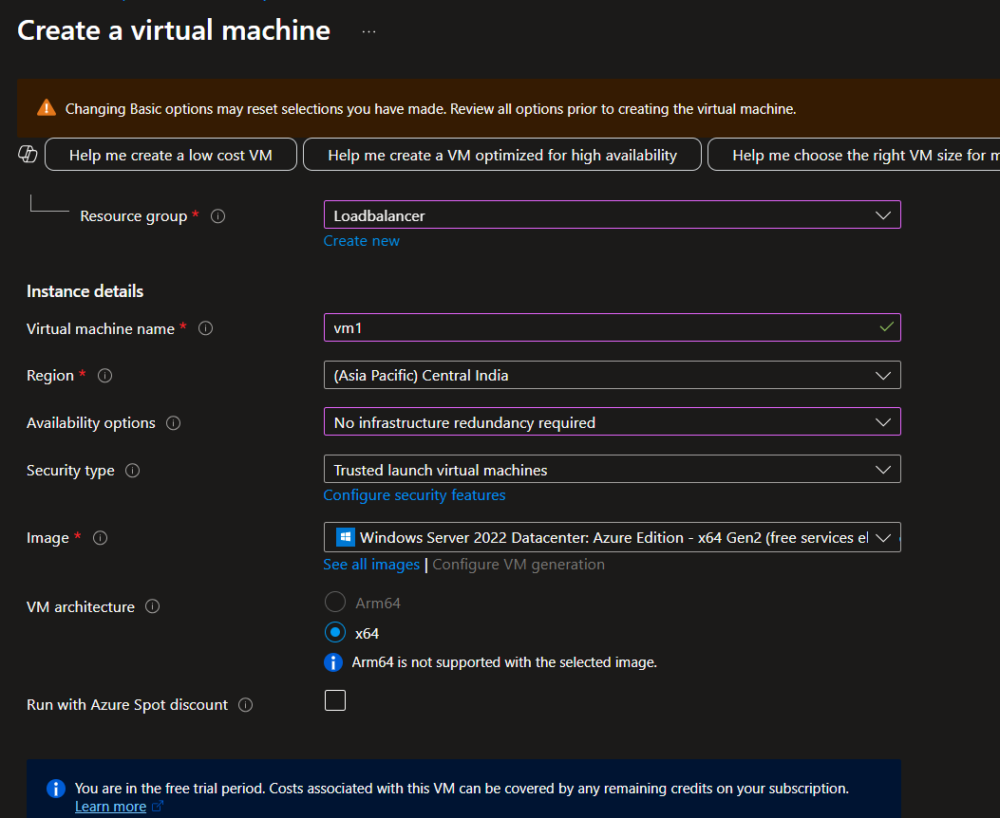 Create a virtual machine ...
Changing Basic options may reset selections you have made. Review all options prior to creating the virtual machine.
Help me create a low cost VM
Help me create a VM optimized for high availability
Help me choose the right VM size for m
Resource group *
Loadbalancer
Create new
Instance details
Virtual machine name *
vm1
Region *
(Asia Pacific) Central India
Availability options
No infrastructure redundancy required
Security type
Trusted launch virtual machines
Configure security features
Image *
Windows Server 2022 Datacenter: Azure Edition - x64 Gen2 (free services el
See all images | Configure VM generation
VM architecture
Arm64
x64
Arm64 is not supported with the selected image.
Run with Azure Spot discount
You are in the free trial period. Costs associated with this VM can be covered by any remaining credits on your subscription.
Learn more